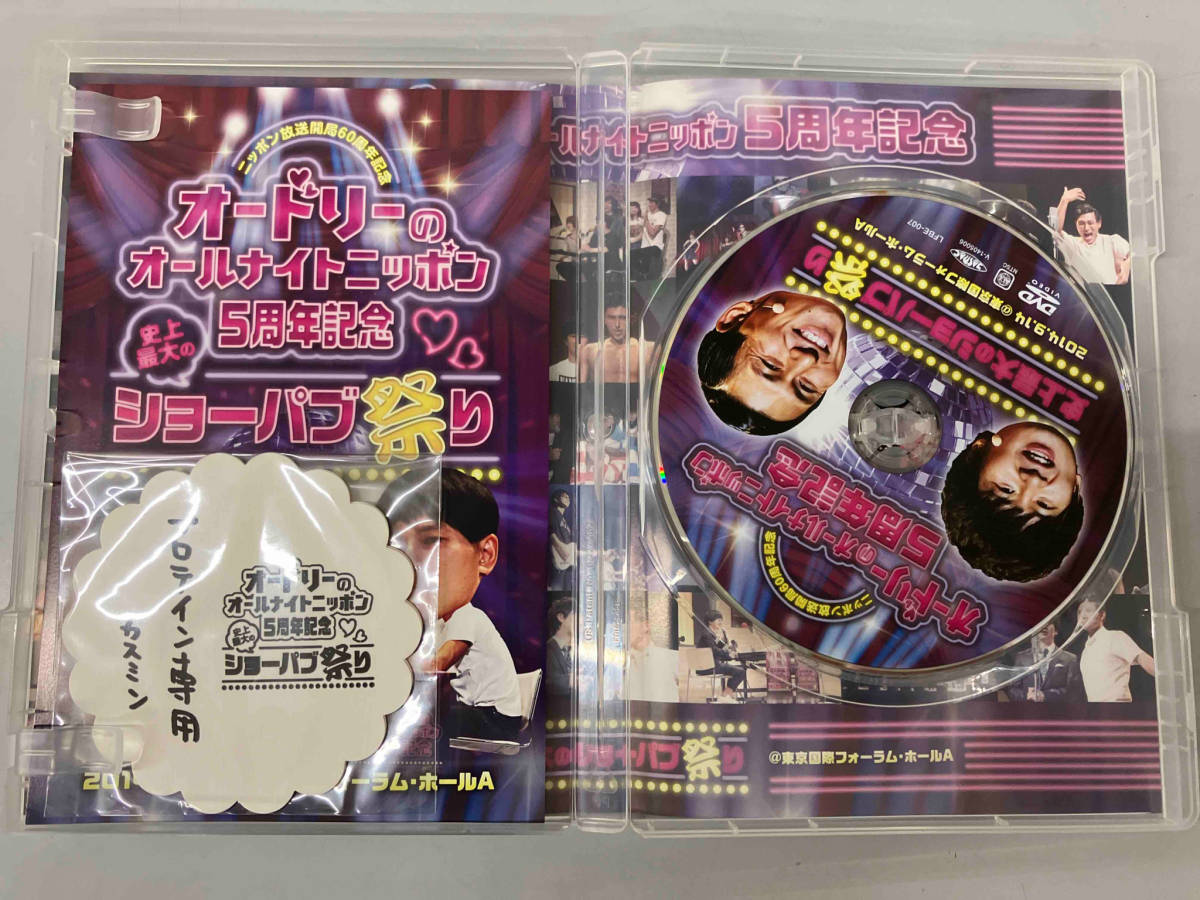 ニッポン放送開局60周年記念
オードリーの
オールナイトニッポン
5周年記念
史上
最大の
ショーパブ祭り
プロテイン専用
カスミン
オードリーの
オールナイトニッポン
5周年記念
史上
最大の
ショーパブ祭り
201
ーラム・ホールA
ールナイトニッポン 5周年記念
ニッポン放送開局60周年記念
オードリーのオールナイトニッポン
5周年記念
史上最大のショーパブ祭り
2014.9.14 @東京国際フォーラム・ホールA
DVD
VIDEO
NTSC
V-1405006
LFBE-007
のショーパブ祭り
@東京国際フォーラム・ホールA